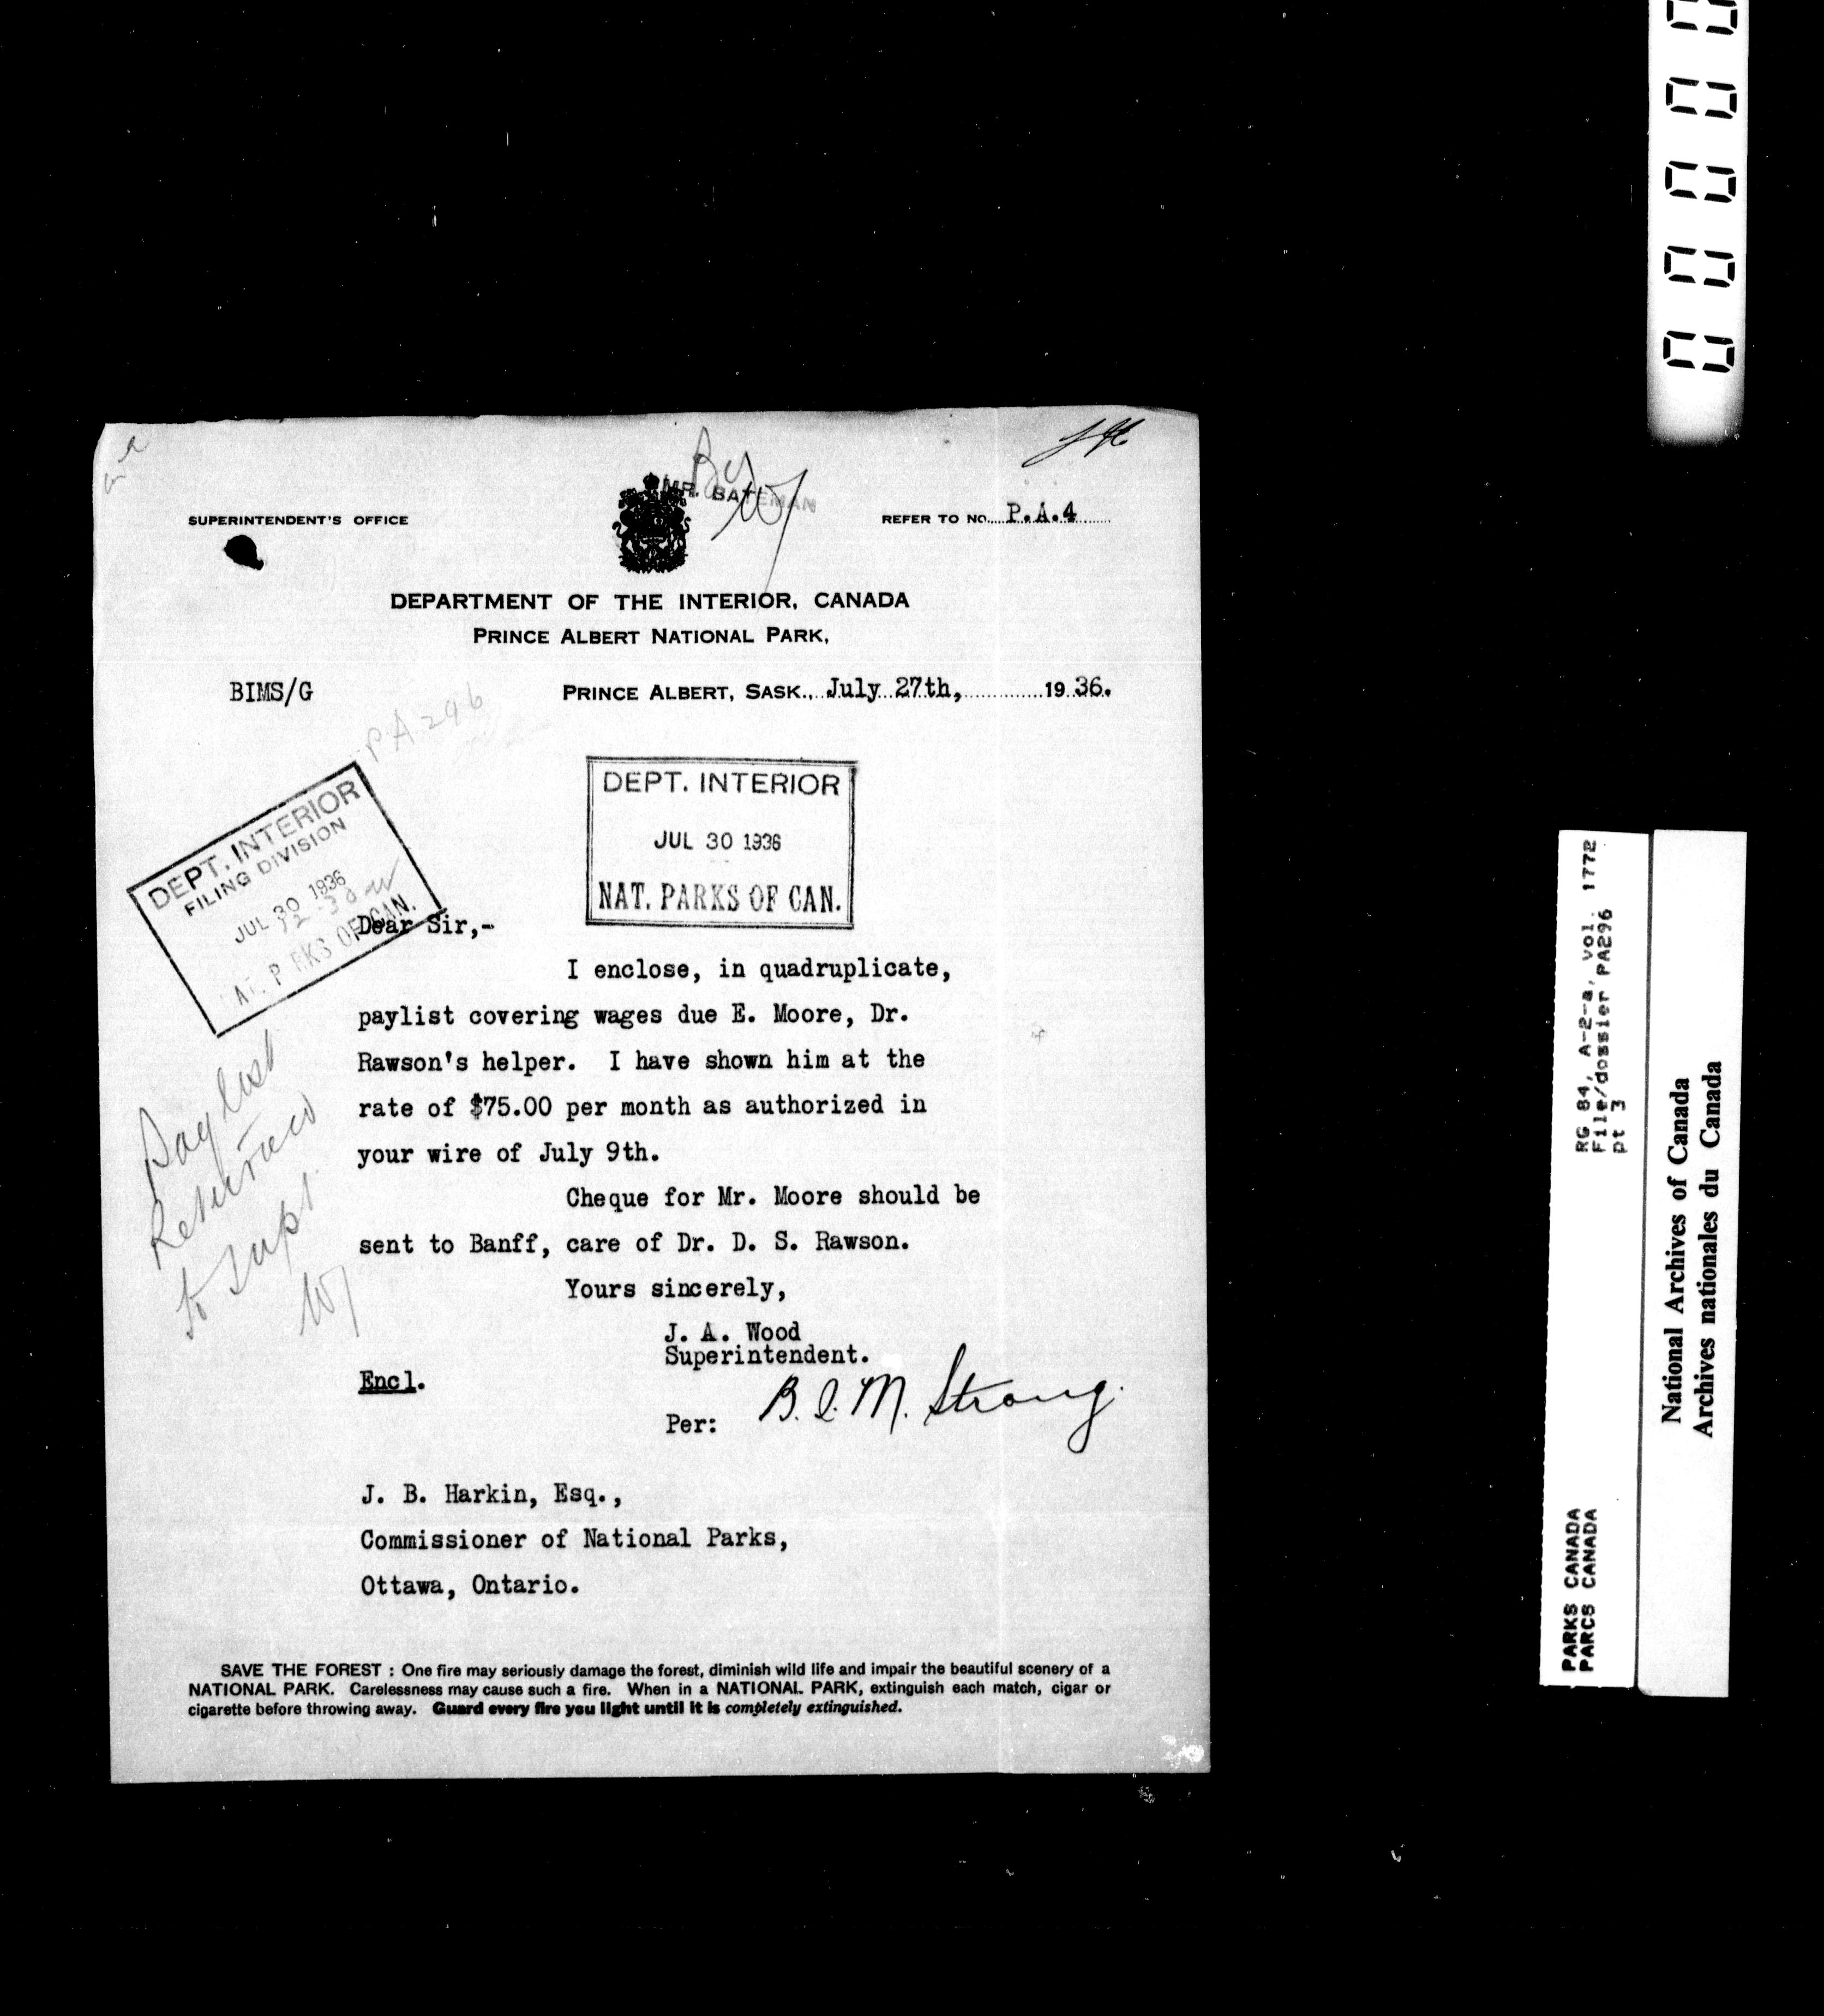 MR. BATEMAN
SUPERINTENDENT'S OFFICE
REFER TO NO. P.A.4
DEPARTMENT OF THE INTERIOR, CANADA
PRINCE ALBERT NATIONAL PARK,
BIMS/G
PRINCE ALBERT, SASK., July 27th, 1936.
PA 296
DEPT. INTERIOR
FILING DIVISION
JUL 30 1936
PARKS OF CAN.
DEPT. INTERIOR
JUL 30 1936
NAT. PARKS OF CAN.
Dear Sir,-
I enclose, in quadruplicate,
paylist covering wages due E. Moore, Dr.
Rawson's helper. I have shown him at the
rate of $75.00 per month as authorized in
your wire of July 9th.
Cheque for Mr. Moore should be
sent to Banff, care of Dr. D. S. Rawson.
Yours sincerely,
J. A. Wood
Superintendent.
Encl.
Per: B. I. M. Strong.
Paylist
Returned
to Supt.
J. B. Harkin, Esq.,
Commissioner of National Parks,
Ottawa, Ontario.
SAVE THE FOREST : One fire may seriously damage the forest, diminish wild life and impair the beautiful scenery of a
NATIONAL PARK. Carelessness may cause such a fire. When in a NATIONAL PARK, extinguish each match, cigar or
cigarette before throwing away. Guard every fire you light until it is completely extinguished.
RG 84, A-2-a, vol. 1772
File/dossier PA296
pt 3
PARKS CANADA
PARCS CANADA
National Archives of Canada
Archives nationales du Canada